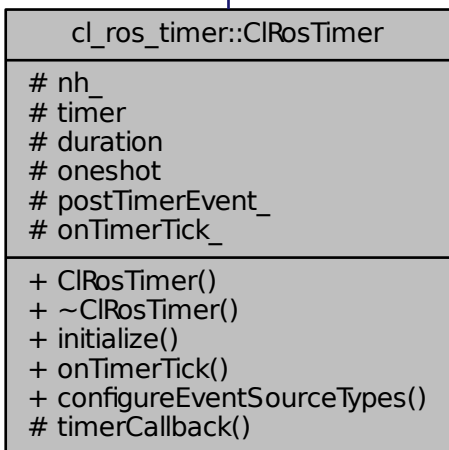 cl_ros_timer::ClRosTimer
# nh_
# timer
# duration
# oneshot
# postTimerEvent_
# onTimerTick_
+ ClRosTimer()
+ ~ClRosTimer()
+ initialize()
+ onTimerTick()
+ configureEventSourceTypes()
# timerCallback()